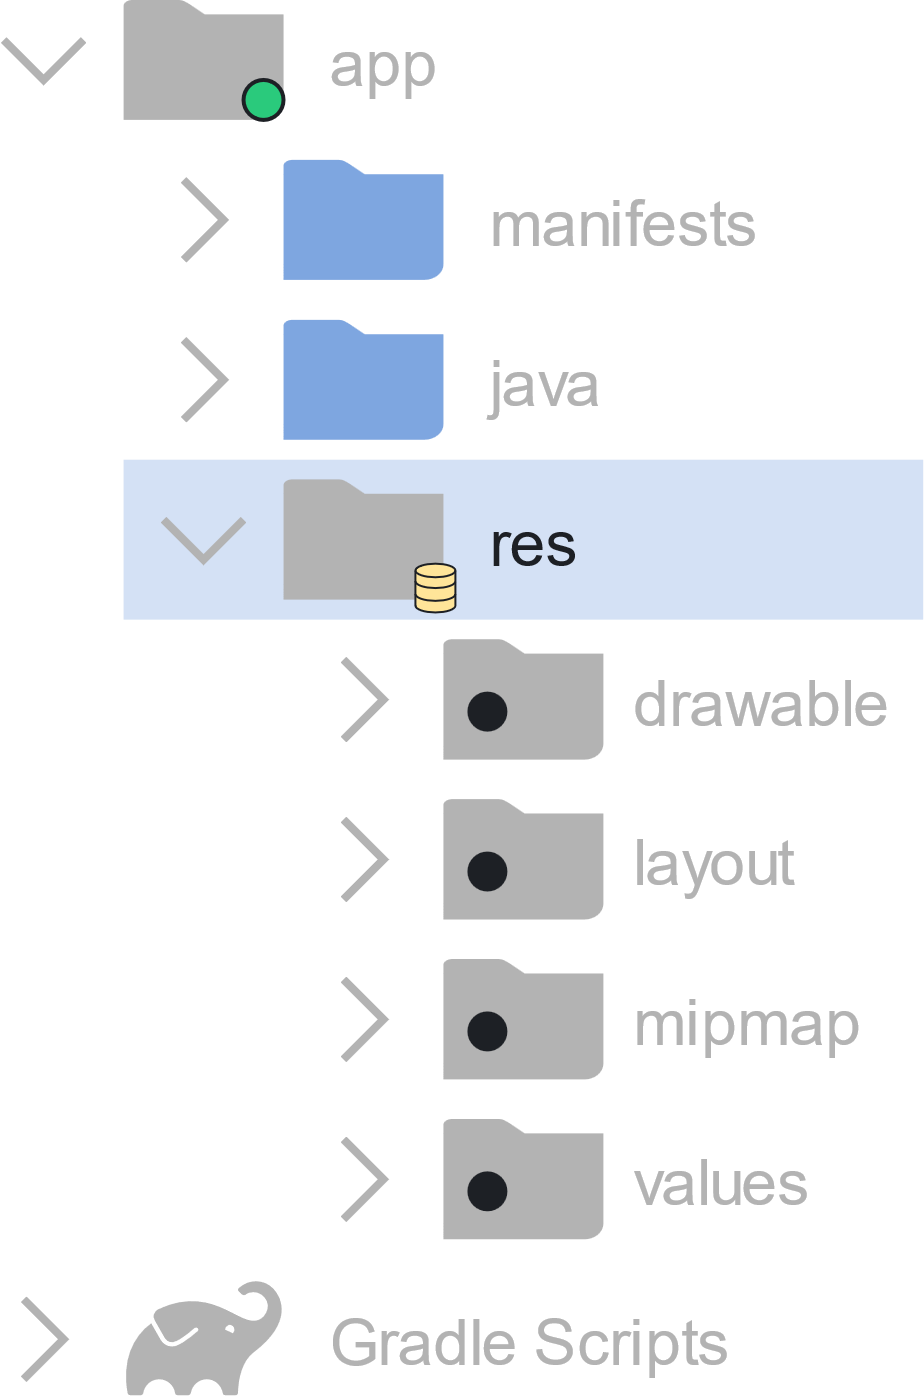 app
manifests
java
res
drawable
layout
mipmap
values
Gradle Scripts